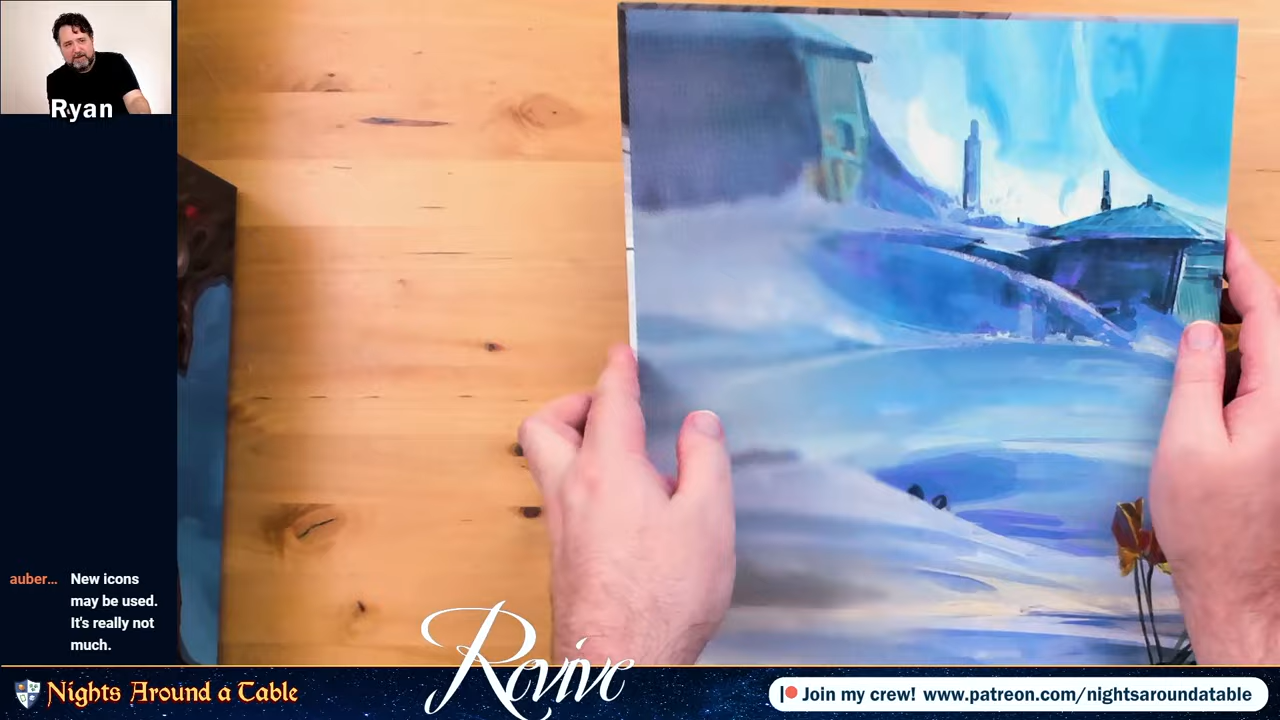 Ryan
auber... New icons
may be used.
It's really not
much.
Revive
Nights Around a Table
Join my crew! www.patreon.com/nightsaroundatable